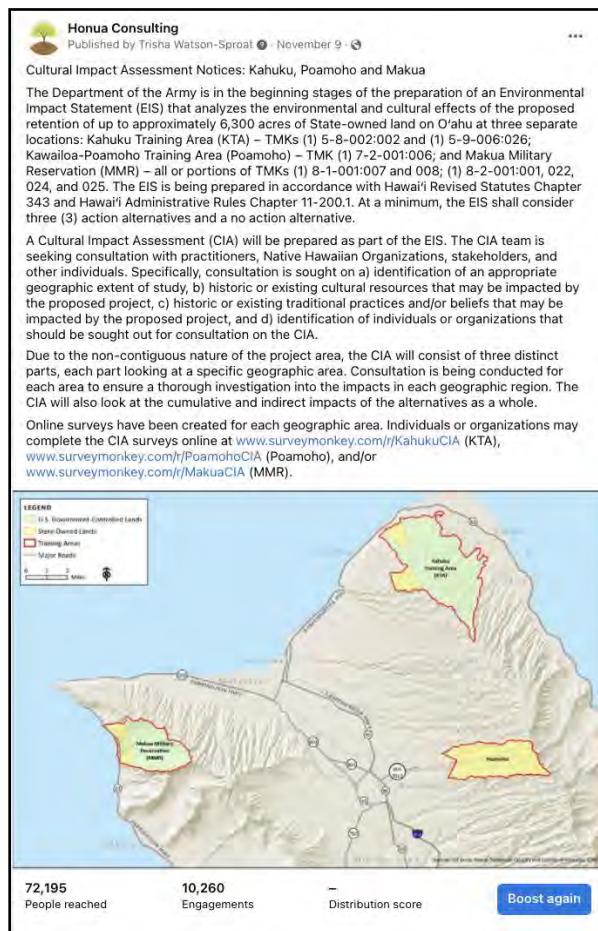 Honua Consulting
Published by Trisha Watson-Sproat · November 9 ·
Cultural Impact Assessment Notices: Kahuku, Poamoho and Makua
The Department of the Army is in the beginning stages of the preparation of an Environmental
Impact Statement (EIS) that analyzes the environmental and cultural effects of the proposed
retention of up to approximately 6,300 acres of State-owned land on O'ahu at three separate
locations: Kahuku Training Area (KTA) – TMKs (1) 5-8-002:002 and (1) 5-9-006:026;
Kawailoa-Poamoho Training Area (Poamoho) – TMK (1) 7-2-001:006; and Makua Military
Reservation (MMR) – all or portions of TMKs (1) 8-1-001:007 and 008; (1) 8-2-001:001, 022,
024, and 025. The EIS is being prepared in accordance with Hawai'i Revised Statutes Chapter
343 and Hawai'i Administrative Rules Chapter 11-200.1. At a minimum, the EIS shall consider
three (3) action alternatives and a no action alternative.
A Cultural Impact Assessment (CIA) will be prepared as part of the EIS. The CIA team is
seeking consultation with practitioners, Native Hawaiian Organizations, stakeholders, and
other individuals. Specifically, consultation is sought on a) identification of an appropriate
geographic extent of study, b) historic or existing cultural resources that may be impacted by
the proposed project, c) historic or existing traditional practices and/or beliefs that may be
impacted by the proposed project, and d) identification of individuals or organizations that
should be sought out for consultation on the CIA.
Due to the non-contiguous nature of the project area, the CIA will consist of three distinct
parts, each part looking at a specific geographic area. Consultation is being conducted for
each area to ensure a thorough investigation into the impacts in each geographic region. The
CIA will also look at the cumulative and indirect impacts of the alternatives as a whole.
Online surveys have been created for each geographic area. Individuals or organizations may
complete the CIA surveys online at www.surveymonkey.com/r/KahukuCIA (KTA),
www.surveymonkey.com/r/PoamohoCIA (Poamoho), and/or
www.surveymonkey.com/r/MakuaCIA (MMR).
LEGEND
U.S. Government-Controlled Lands
State-Owned Lands
Training Areas
Major Roads
Miles
Kahuku
Training Area
(KTA)
Makua Military
Reservation
(MMR)
Poamoho
72,195
People reached
10,260
Engagements
–
Distribution score
Boost again